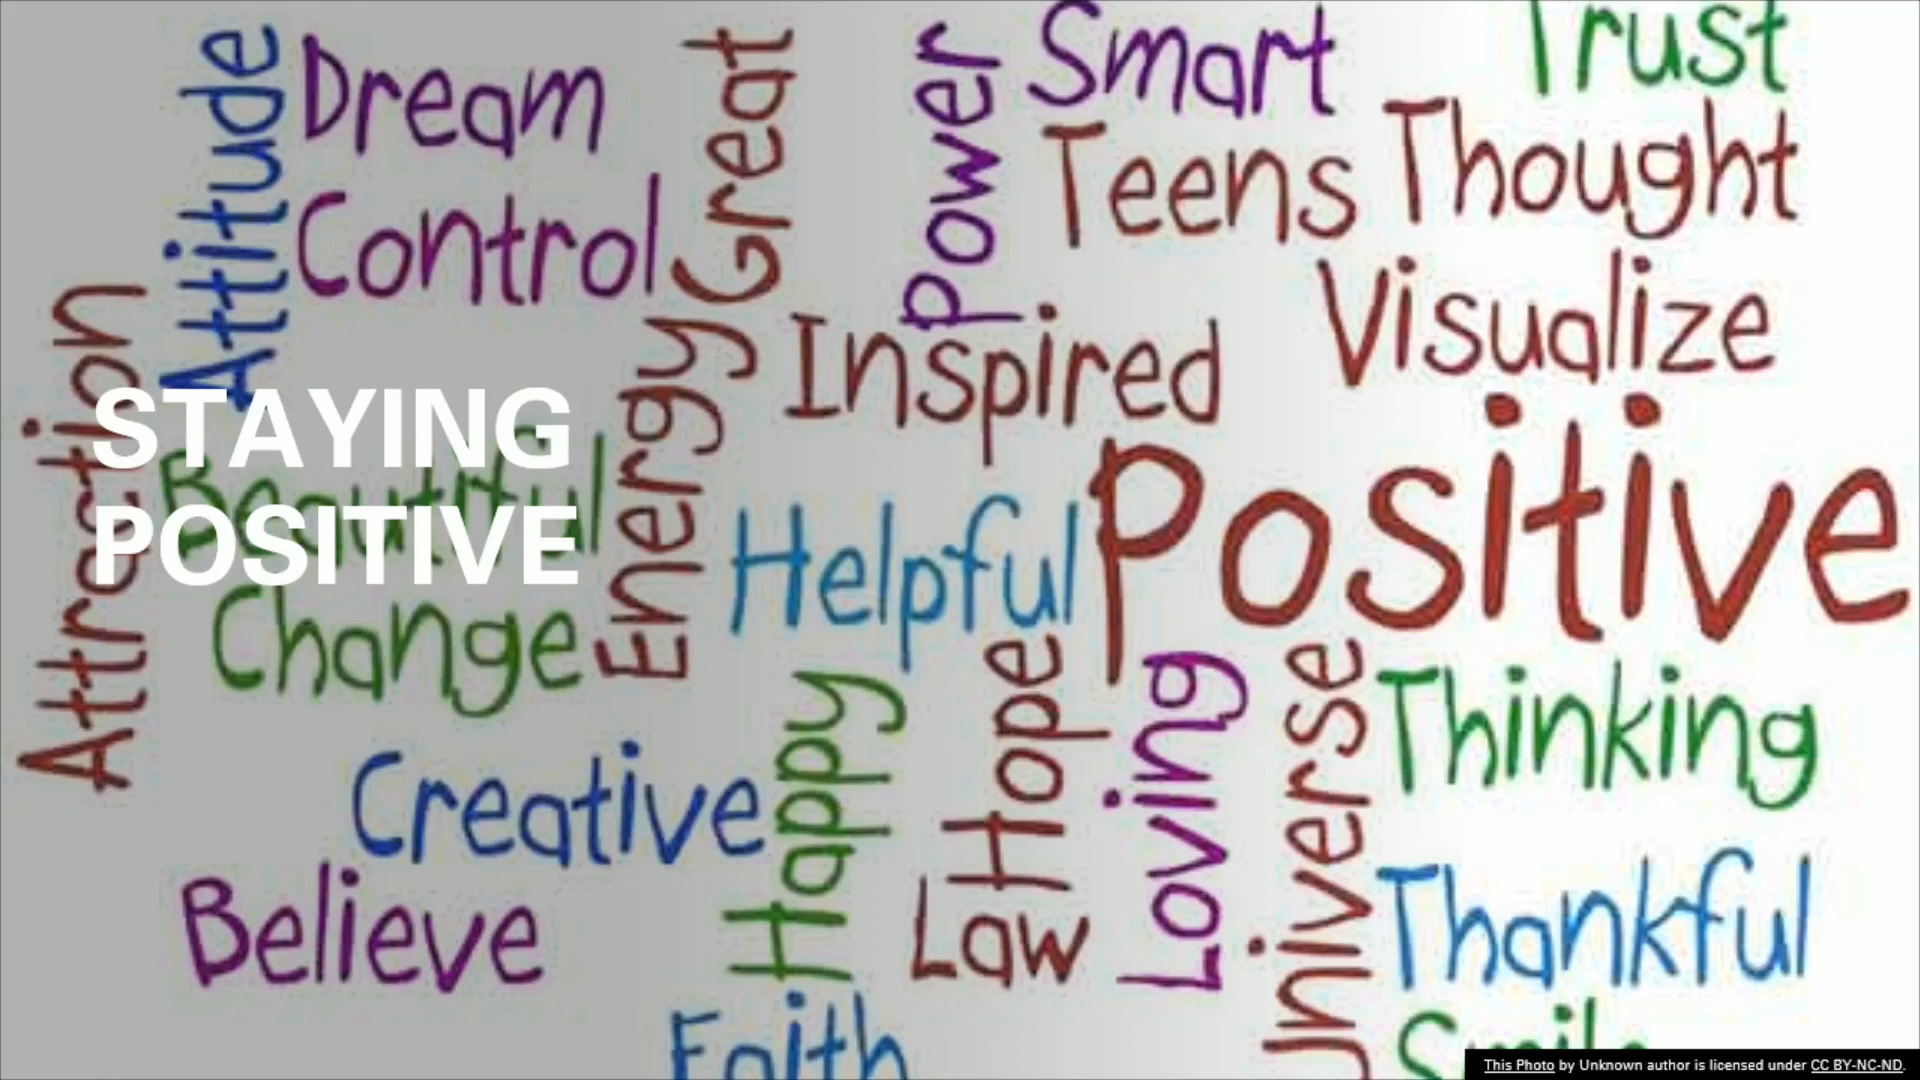 Attitude
Dream
Great
Power
Smart
Trust
Control
Teens
Thought
Attraction
Energy
Inspired
Visualize
STAYING
POSITIVE
Beautiful
Helpful
Positive
Change
Happy
Hope
Loving
Universe
Thinking
Creative
Believe
Law
Thankful
Faith
Smile
This Photo by Unknown author is licensed under CC BY-NC-ND.